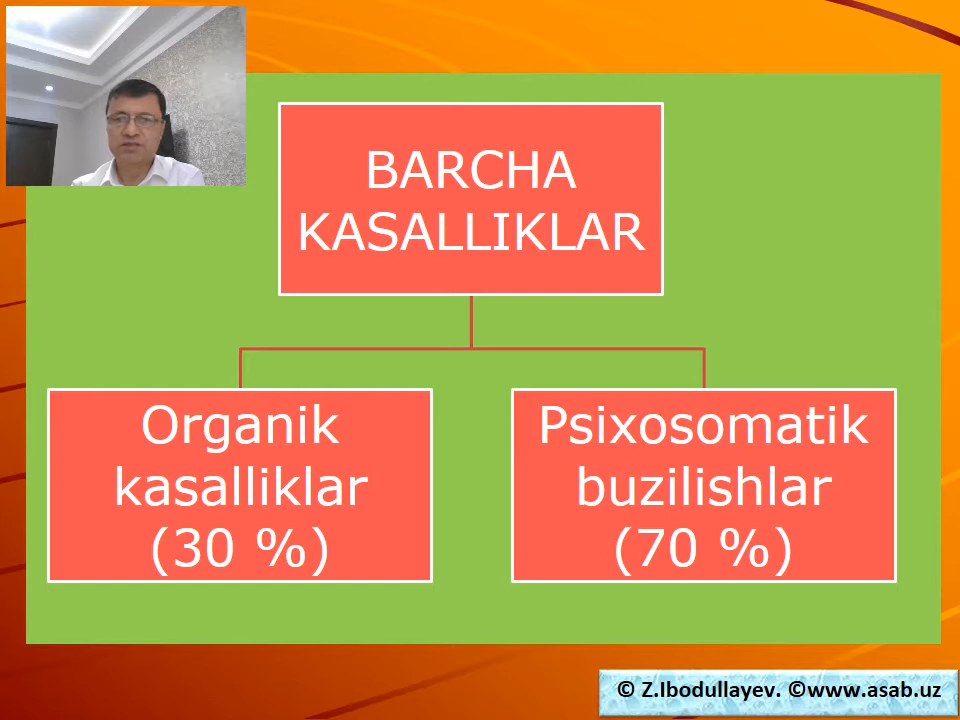 BARCHA
KASALLIKLAR
Organik
kasalliklar
(30 %)
Psixosomatik
buzilishlar
(70 %)
© Z.Ibodullayev. ©www.asab.uz